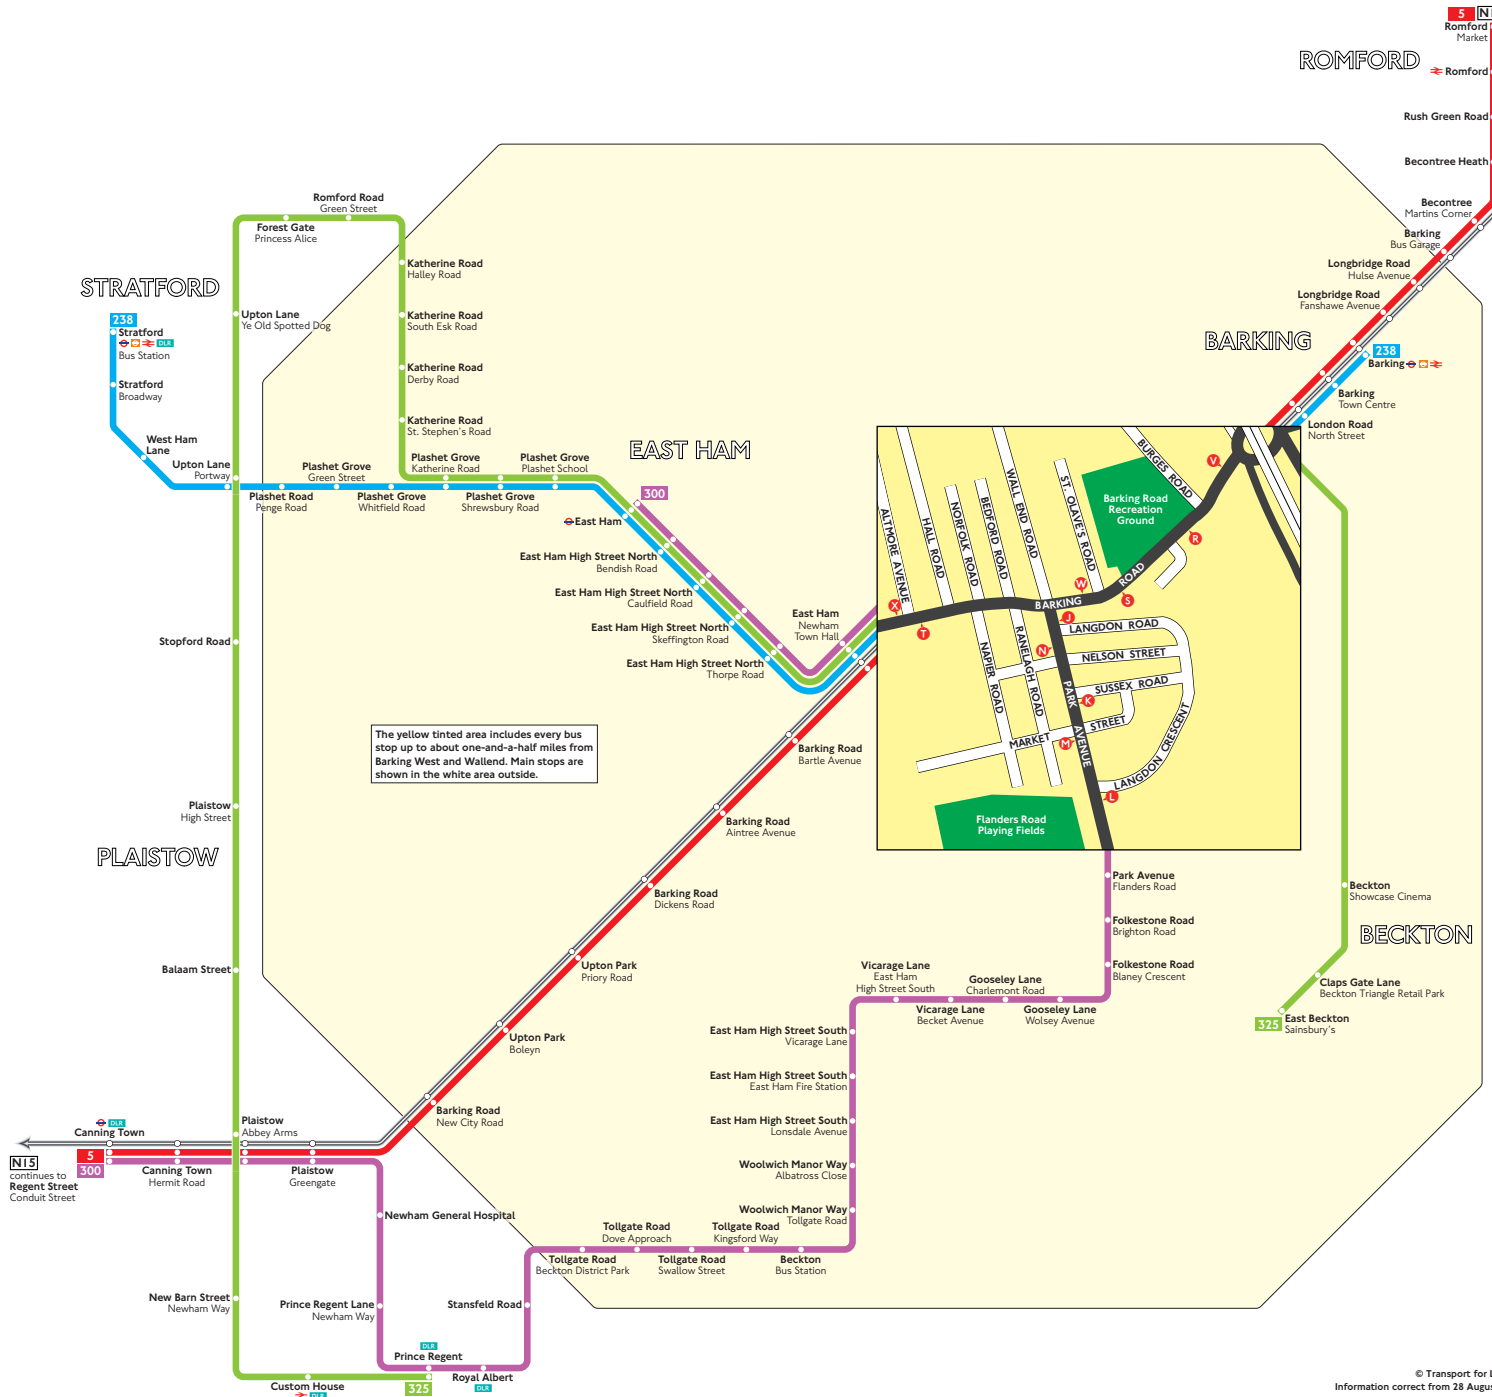 5
Romford
Market
ROMFORD
Romford
Rush Green Road
Becontree Heath
Becontree
Martins Corner
Barking
Bus Garage
Longbridge Road
Hulse Avenue
Longbridge Road
Fanshawe Avenue
BARKING
238
Barking
Barking
Town Centre
London Road
North Street
Romford Road
Green Street
Forest Gate
Princess Alice
Katherine Road
Halley Road
STRATFORD
238
Stratford
DLR
Bus Station
Upton Lane
Ye Old Spotted Dog
Katherine Road
South Esk Road
Stratford
Broadway
Katherine Road
Derby Road
Katherine Road
St. Stephen's Road
West Ham
Lane
Upton Lane
Portway
Plashet Road
Penge Road
Plashet Grove
Green Street
Plashet Grove
Whitfield Road
Plashet Grove
Katherine Road
Plashet Grove
Shrewsbury Road
Plashet Grove
Plashet School
EAST HAM
300
East Ham
East Ham High Street North
Bendish Road
East Ham High Street North
Caulfield Road
East Ham High Street North
Skeffington Road
East Ham High Street North
Thorpe Road
East Ham
Newham
Town Hall
ALTMORE AVENUE
HALL ROAD
NORFOLK ROAD
BEDFORD ROAD
WALL END ROAD
ST. OLAVE'S ROAD
BURGES ROAD
Barking Road
Recreation
Ground
V
R
W
S
X
T
J
N
K
M
L
BARKING
ROAD
LANGDON ROAD
NELSON STREET
SUSSEX ROAD
NAPIER ROAD
RANELAGH ROAD
PARK
AVENUE
MARKET
STREET
LANGDON CRESCENT
Flanders Road
Playing Fields
Stopford Road
The yellow tinted area includes every bus
stop up to about one-and-a-half miles from
Barking West and Wallend. Main stops are
shown in the white area outside.
Barking Road
Bartle Avenue
Barking Road
Aintree Avenue
Barking Road
Dickens Road
Upton Park
Priory Road
Upton Park
Boleyn
Barking Road
New City Road
Plaistow
High Street
PLAISTOW
Balaam Street
Park Avenue
Flanders Road
Folkestone Road
Brighton Road
Folkestone Road
Blaney Crescent
Beckton
Showcase Cinema
BECKTON
Claps Gate Lane
Beckton Triangle Retail Park
325
East Beckton
Sainsbury's
Vicarage Lane
East Ham
High Street South
Vicarage Lane
Becket Avenue
Gooseley Lane
Charlemont Road
Gooseley Lane
Wolsey Avenue
East Ham High Street South
Vicarage Lane
East Ham High Street South
East Ham Fire Station
East Ham High Street South
Lonsdale Avenue
Woolwich Manor Way
Albatross Close
Woolwich Manor Way
Tollgate Road
Plaistow
Abbey Arms
DLR
Canning Town
N15
continues to
Regent Street
Conduit Street
5
300
Canning Town
Hermit Road
Plaistow
Greengate
Newham General Hospital
Tollgate Road
Beckton District Park
Tollgate Road
Dove Approach
Tollgate Road
Swallow Street
Tollgate Road
Kingsford Way
Beckton
Bus Station
New Barn Street
Newham Way
Prince Regent Lane
Newham Way
Stansfeld Road
DLR
Prince Regent
Royal Albert
DLR
Custom House
DLR
325
© Transport for
Information correct from 28